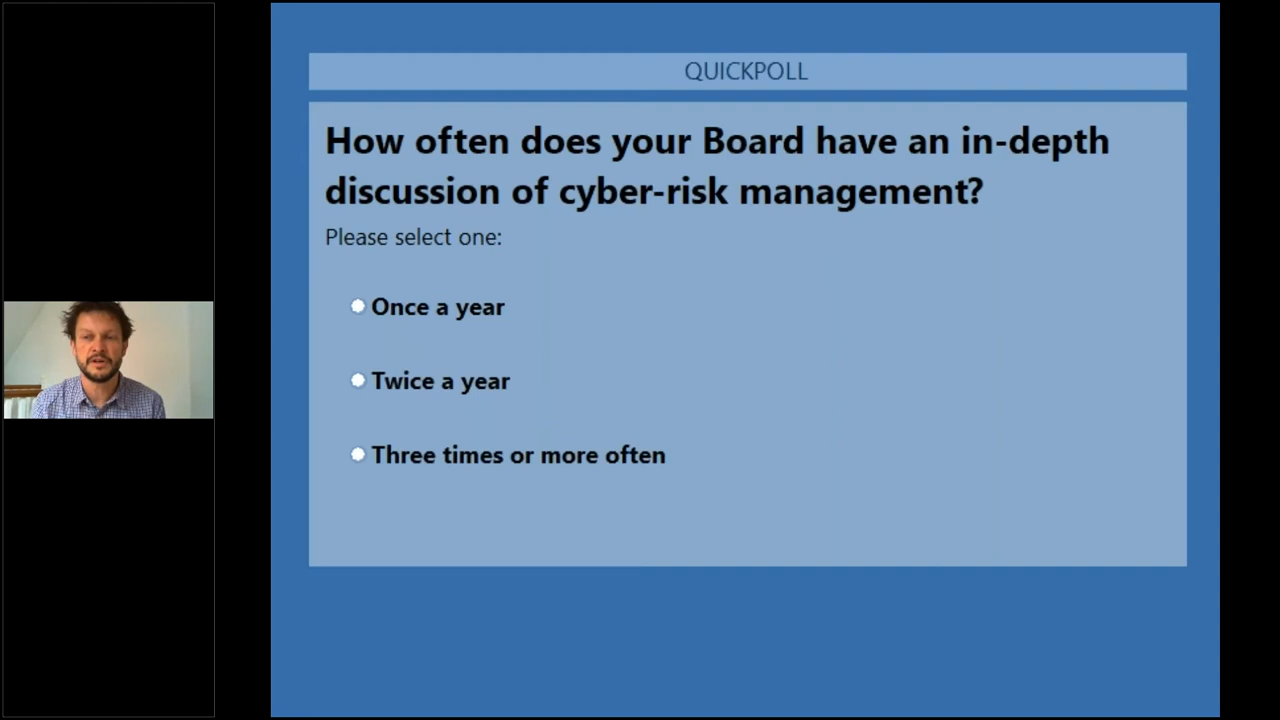 QUICKPOLL
How often does your Board have an in-depth
discussion of cyber-risk management?
Please select one:
Once a year
Twice a year
Three times or more often